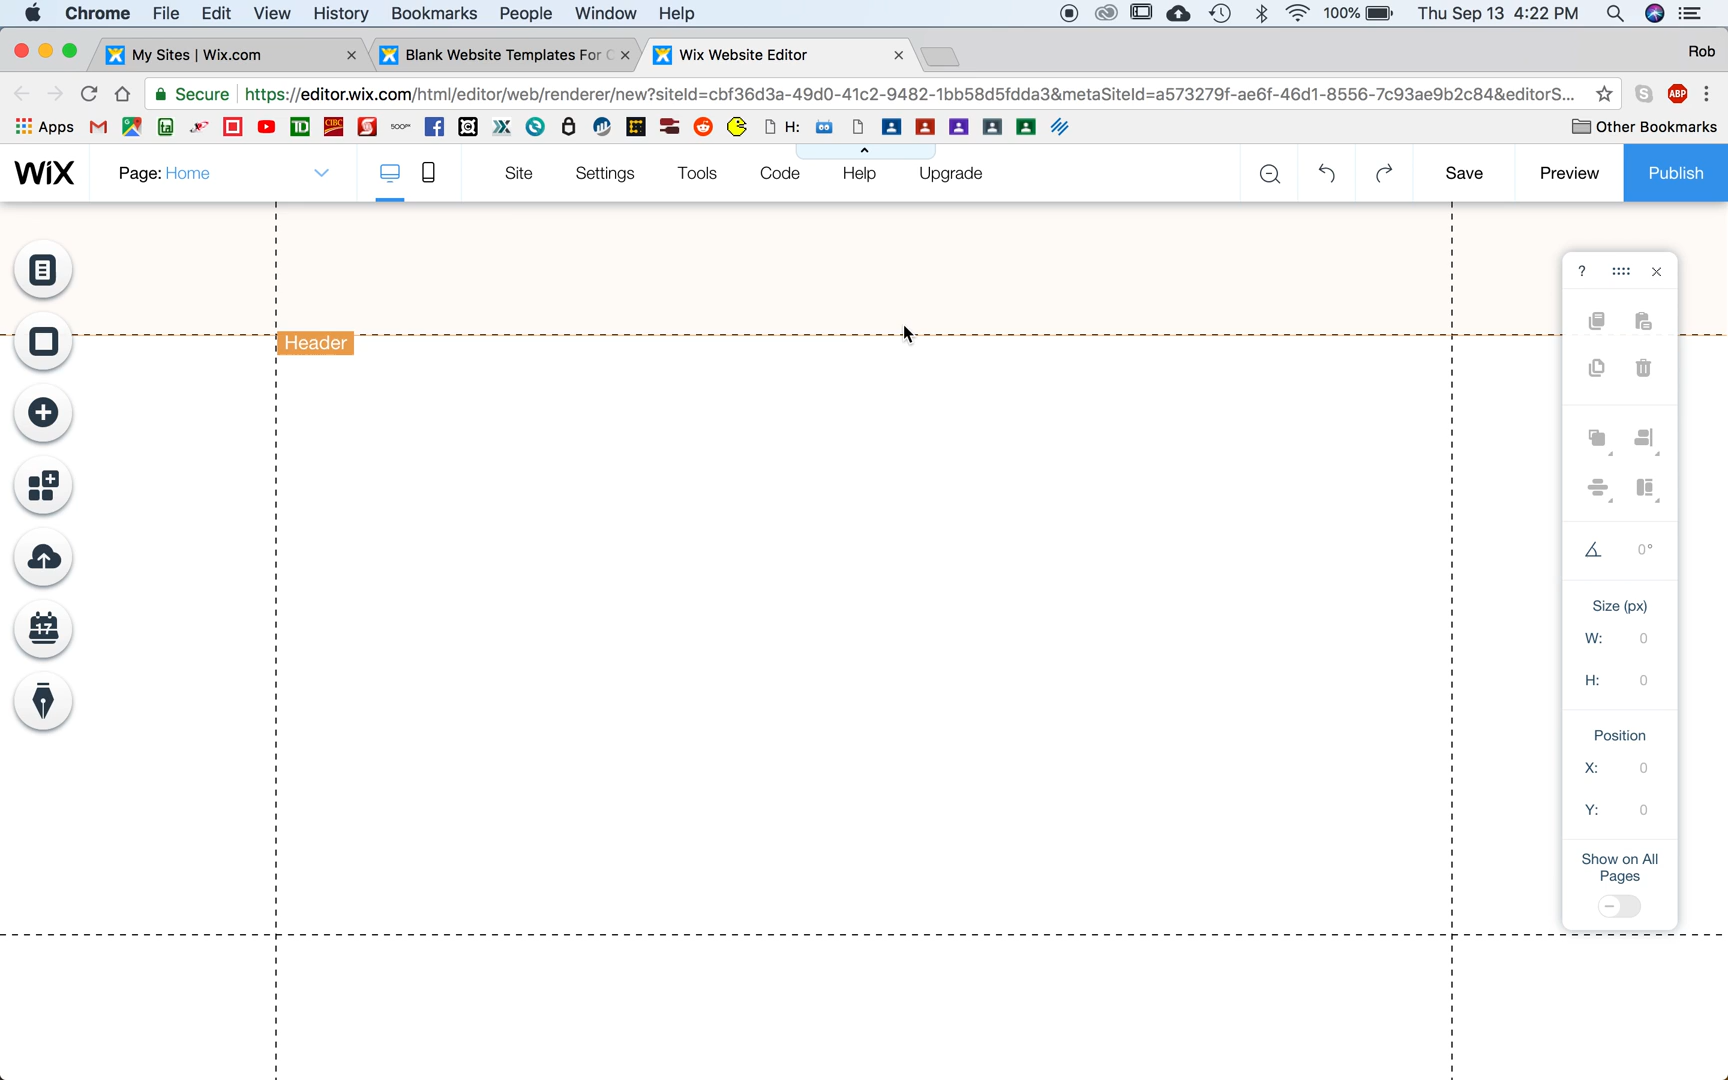 Chrome File Edit View History Bookmarks People Window Help 100% Thu Sep 13 4:22 PM
My Sites | Wix.com Blank Website Templates For Wix Website Editor Rob
Secure https://editor.wix.com/html/editor/web/renderer/new?siteId=cbf36d3a-49d0-41c2-9482-1bb58d5fdda3&metaSiteId=a573279f-ae6f-46d1-8556-7c93ae9b2c84&editorS... S ABP
Apps TD CIBC H: Other Bookmarks
WiX Page: Home Site Settings Tools Code Help Upgrade Save Preview Publish
?
Header
17
0°
Size (px)
W: 0
H: 0
Position
X: 0
Y: 0
Show on All
Pages